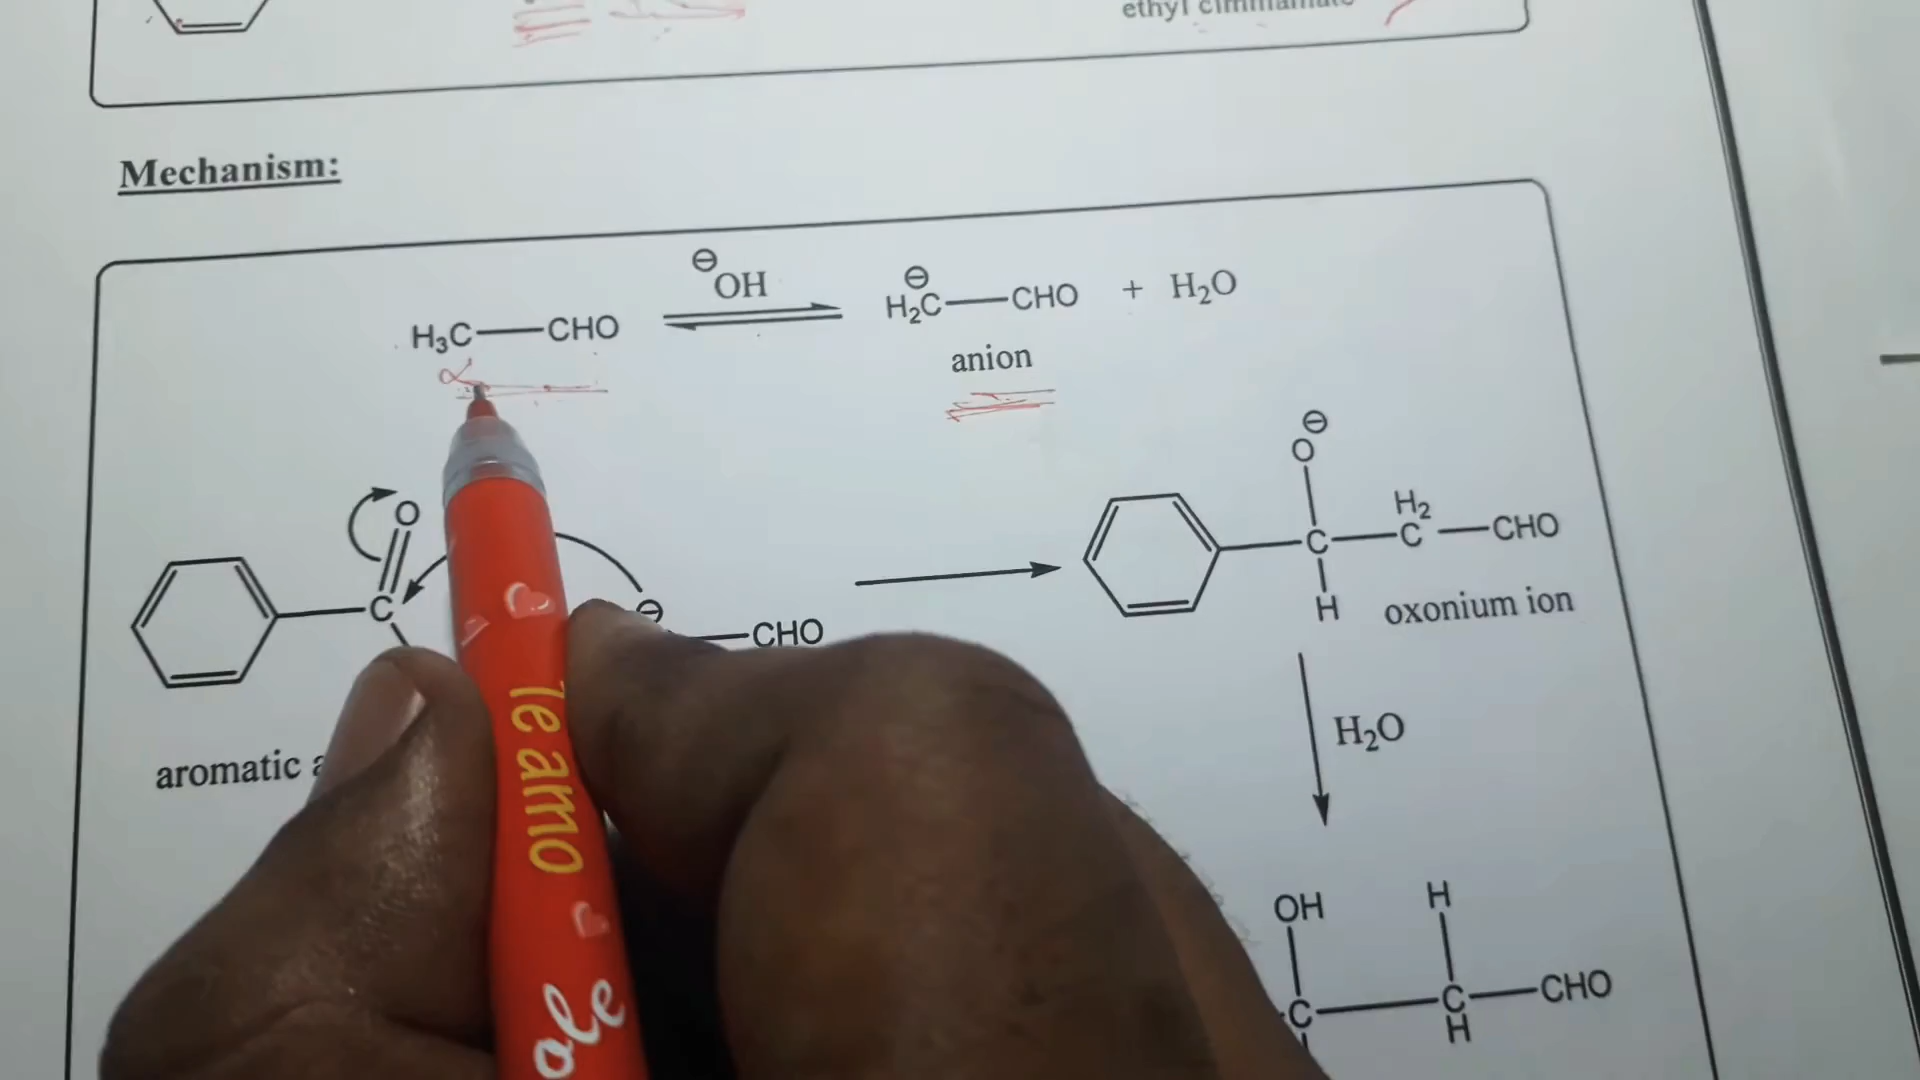 ethyl cinnamate
Mechanism:
⊖OH
H₃C—CHO ⇌ H₂C⊖—CHO + H₂O
α
anion
O⊖
O H₂
C C—C—CHO
⊖ —CHO H
oxonium ion
aromatic
H₂O
OH H
C—C—CHO
H
Te amo
ole